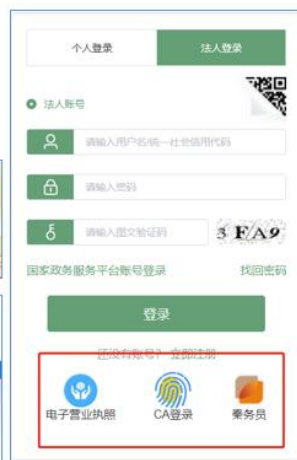 个人登录 法人登录
法人账号
请输入用户名/统一社会信用代码
请输入密码
请输入图文验证码 3 F/A9
国家政务服务平台账号登录 找回密码
登录
还没有账号? 立即注册
电子营业执照 CA登录 秦务员